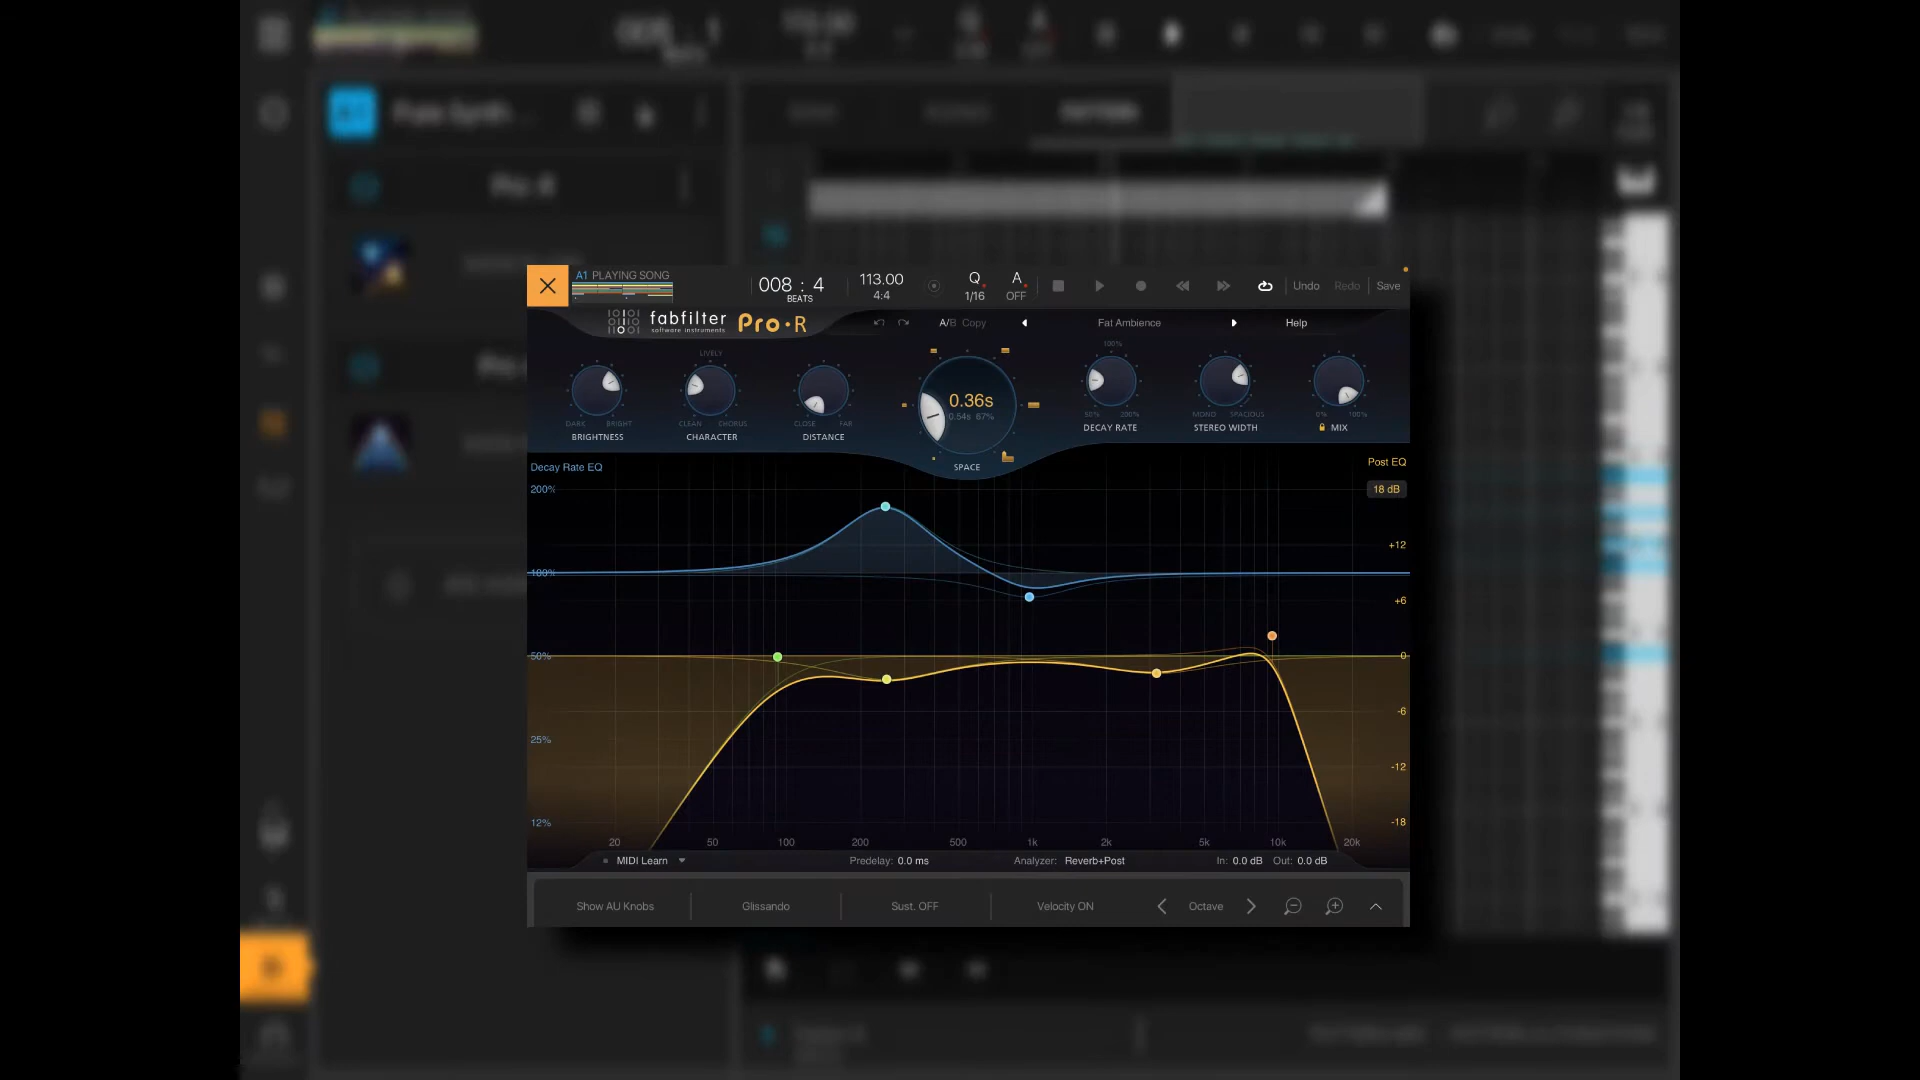 A1 PLAYING SONG
008 : 4
BEATS
113.00
4:4
Q
1/16
A
OFF
Undo
Redo
Save
fabfilter
software instruments
Pro·R
A/B Copy
Fat Ambience
Help
LIVELY
100%
0.36s
0.54s 67%
DARK
BRIGHT
CLEAN
CHORUS
CLOSE
FAR
50%
200%
MONO
SPACIOUS
0%
100%
BRIGHTNESS
CHARACTER
DISTANCE
SPACE
DECAY RATE
STEREO WIDTH
MIX
Decay Rate EQ
Post EQ
200%
18 dB
+12
100%
+6
50%
0
-6
25%
-12
12%
-18
20
50
100
200
500
1k
2k
5k
10k
20k
MIDI Learn
Predelay: 0.0 ms
Analyzer: Reverb+Post
In: 0.0 dB
Out: 0.0 dB
Show AU Knobs
Glissando
Sust. OFF
Velocity ON
Octave
Pro R